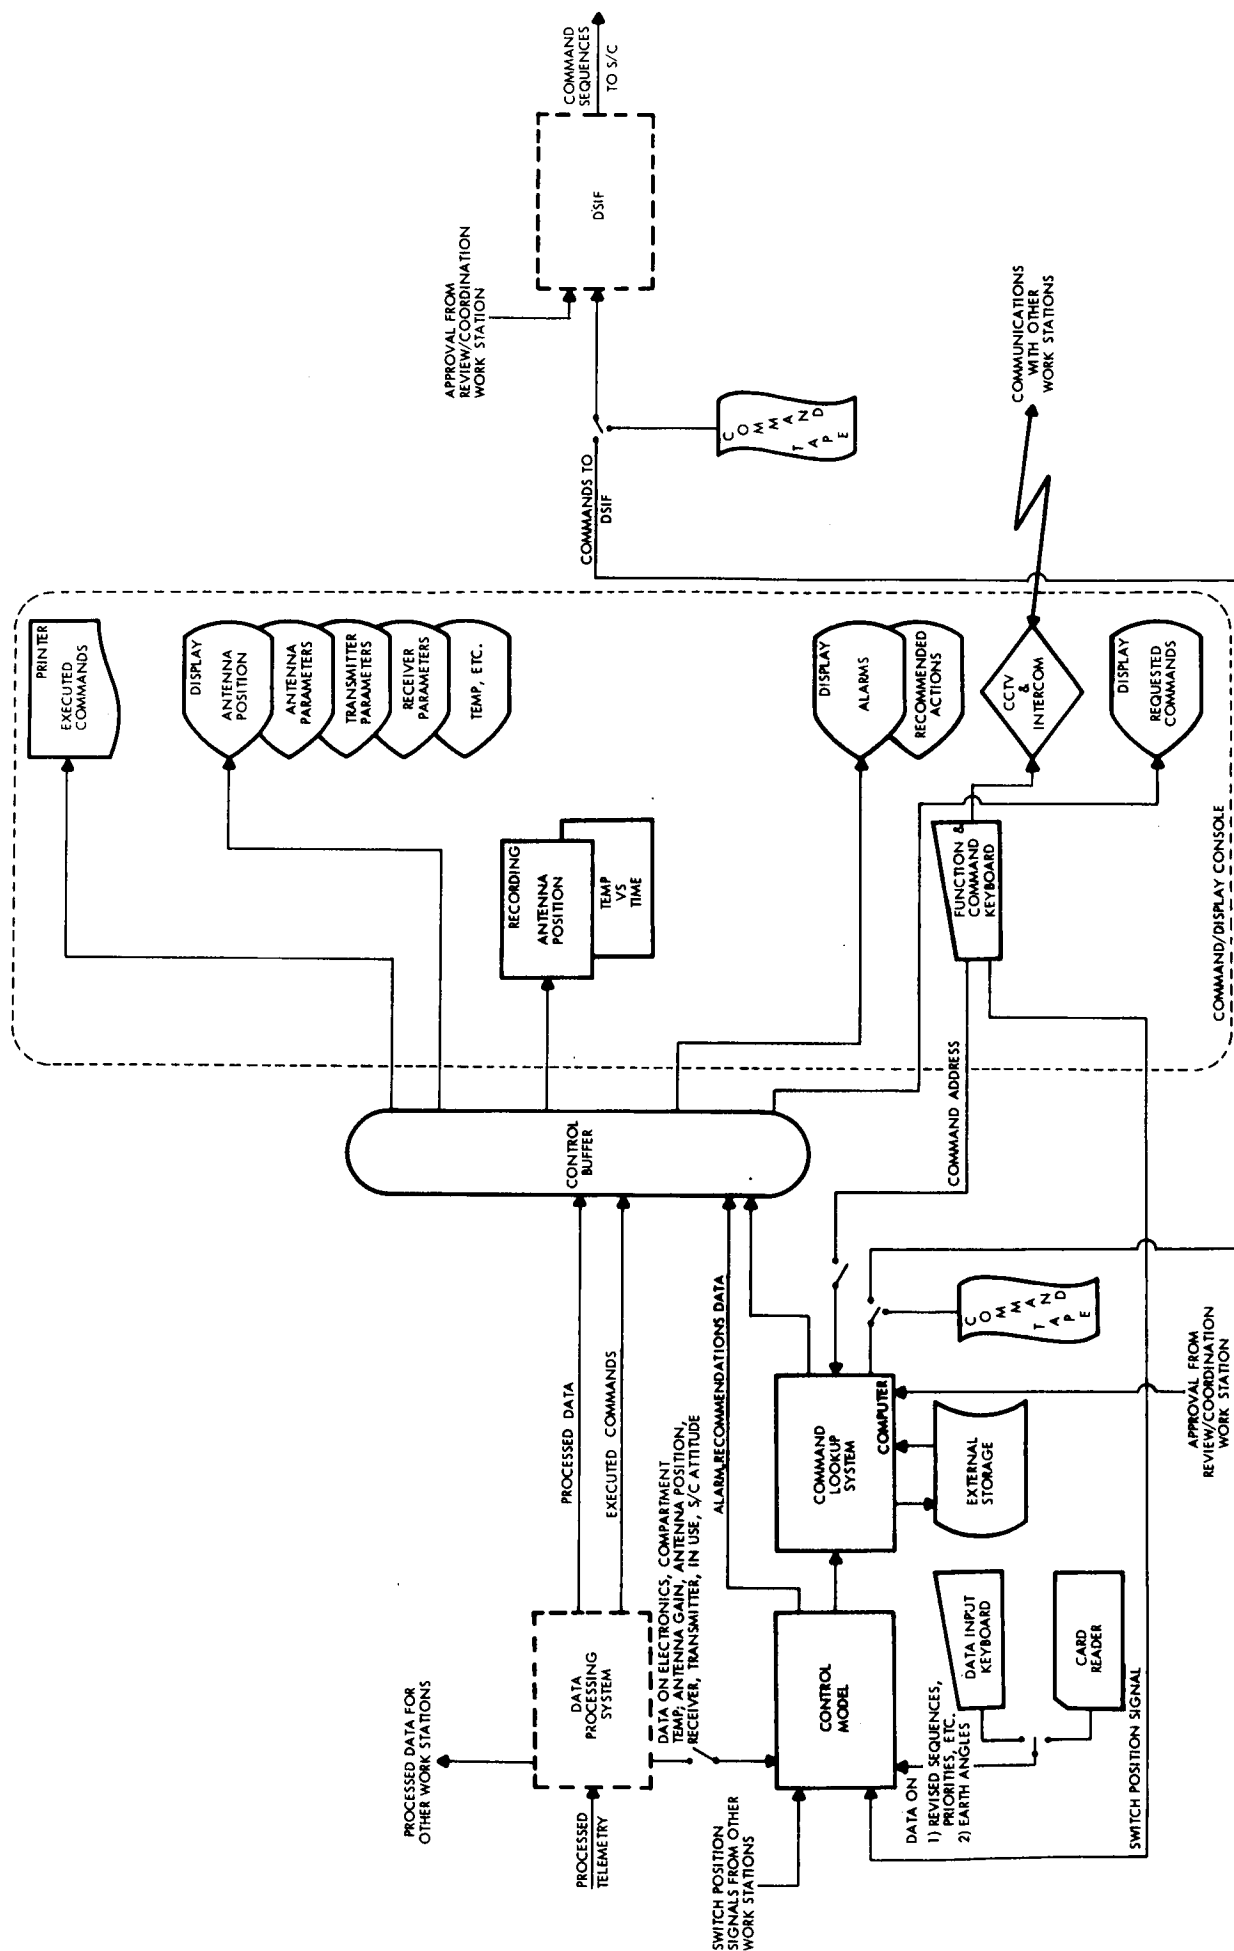 PROCESSED DATA FOR
OTHER WORK STATIONS
PROCESSED
TELEMETRY
DATA
PROCESSING
SYSTEM
PROCESSED DATA
EXECUTED COMMANDS
DATA ON ELECTRONICS, COMPARTMENT
TEMP, ANTENNA GAIN, ANTENNA POSITION,
RECEIVER, TRANSMITTER, IN USE, S/C ATTITUDE
SWITCH POSITION
SIGNALS FROM OTHER
WORK STATIONS
CONTROL
MODEL
ALARM, RECOMMENDATIONS DATA
COMMAND
LOOKUP
SYSTEM
COMPUTER
EXTERNAL
STORAGE
DATA ON
1) REVISED SEQUENCES,
PRIORITIES, ETC.
2) EARTH ANGLES
DATA INPUT
KEYBOARD
CARD
READER
SWITCH POSITION SIGNAL
APPROVAL FROM
REVIEW/COORDINATION
WORK STATION
COMMAND
TAPE
COMMAND ADDRESS
CONTROL
BUFFER
PRINTER
EXECUTED
COMMANDS
DISPLAY
ANTENNA
POSITION
ANTENNA
PARAMETERS
TRANSMITTER
PARAMETERS
RECEIVER
PARAMETERS
TEMP, ETC.
RECORDING
ANTENNA
POSITION
TEMP
VS
TIME
DISPLAY
ALARMS
RECOMMENDED
ACTIONS
FUNCTION &
COMMAND
KEYBOARD
CCTV
&
INTERCOM
DISPLAY
REQUESTED
COMMANDS
COMMAND/DISPLAY CONSOLE
COMMUNICATIONS
WITH OTHER
WORK STATIONS
COMMANDS TO
DSIF
COMMAND
TAPE
APPROVAL FROM
REVIEW/COORDINATION
WORK STATION
DSIF
COMMAND
SEQUENCES
TO S/C